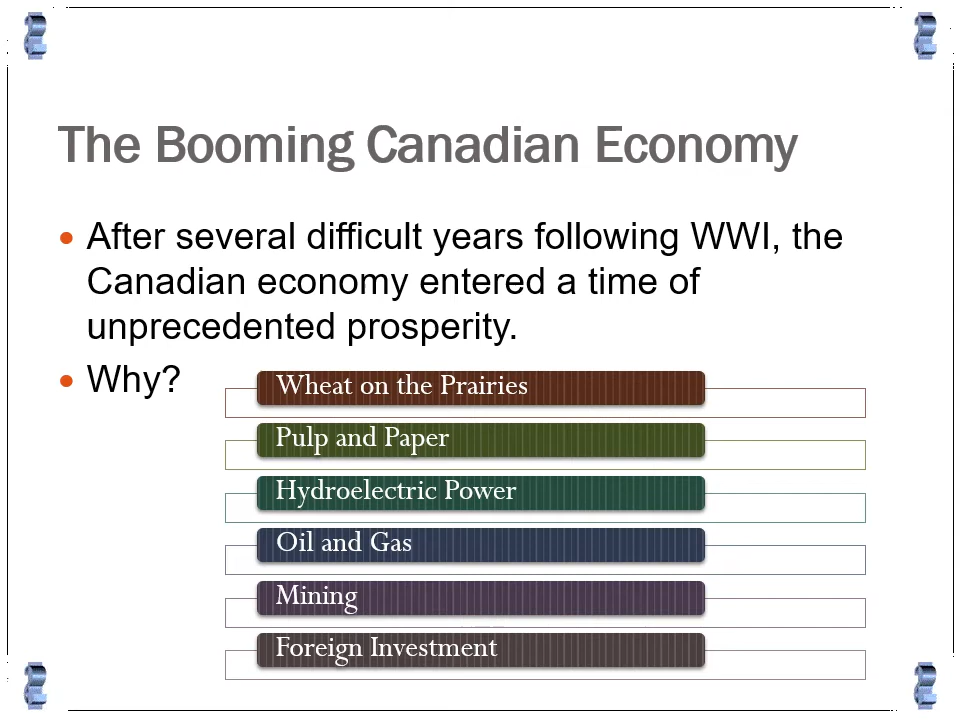 The Booming Canadian Economy
• After several difficult years following WWI, the
Canadian economy entered a time of
unprecedented prosperity.
• Why?
Wheat on the Prairies
Pulp and Paper
Hydroelectric Power
Oil and Gas
Mining
Foreign Investment